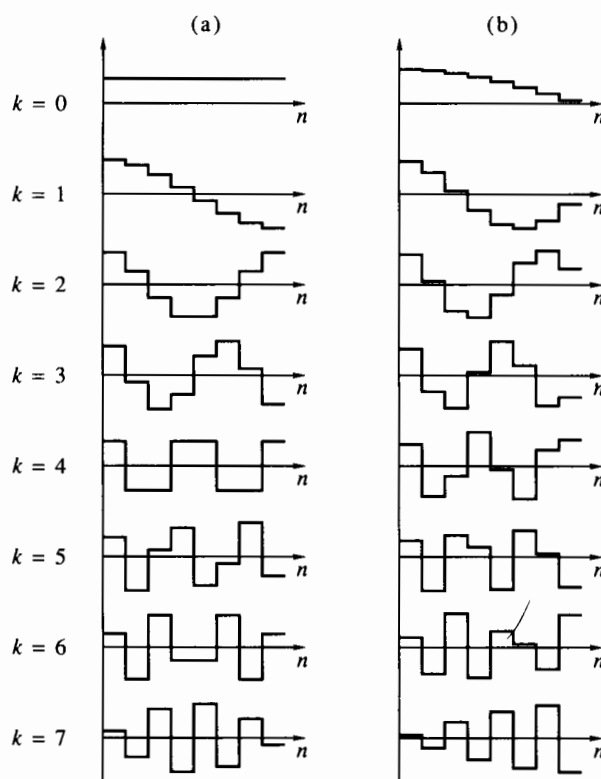 (a) (b)
k = 0 n n
k = 1 n n
k = 2 n n
k = 3 n n
k = 4 n n
k = 5 n n
k = 6 n n
k = 7 n n